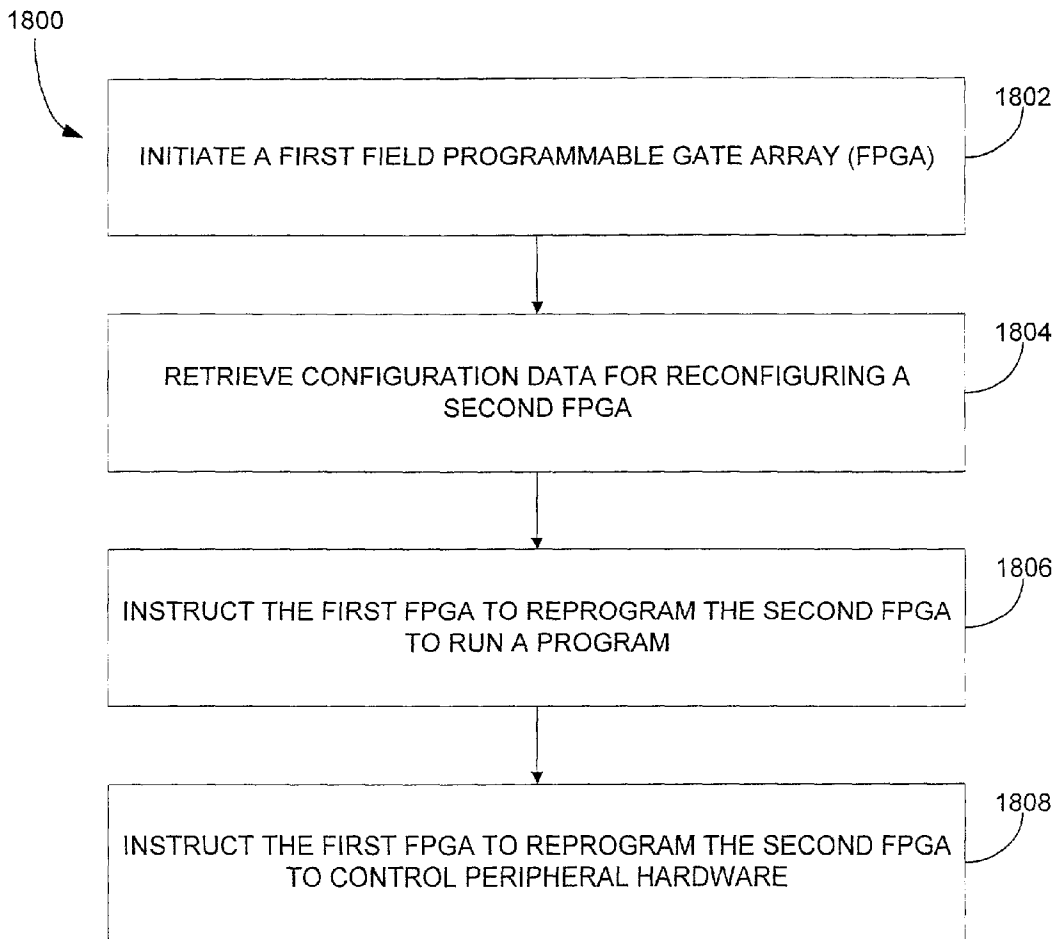 1800
1802
INITIATE A FIRST FIELD PROGRAMMABLE GATE ARRAY (FPGA)
1804
RETRIEVE CONFIGURATION DATA FOR RECONFIGURING A
SECOND FPGA
1806
INSTRUCT THE FIRST FPGA TO REPROGRAM THE SECOND FPGA
TO RUN A PROGRAM
1808
INSTRUCT THE FIRST FPGA TO REPROGRAM THE SECOND FPGA
TO CONTROL PERIPHERAL HARDWARE